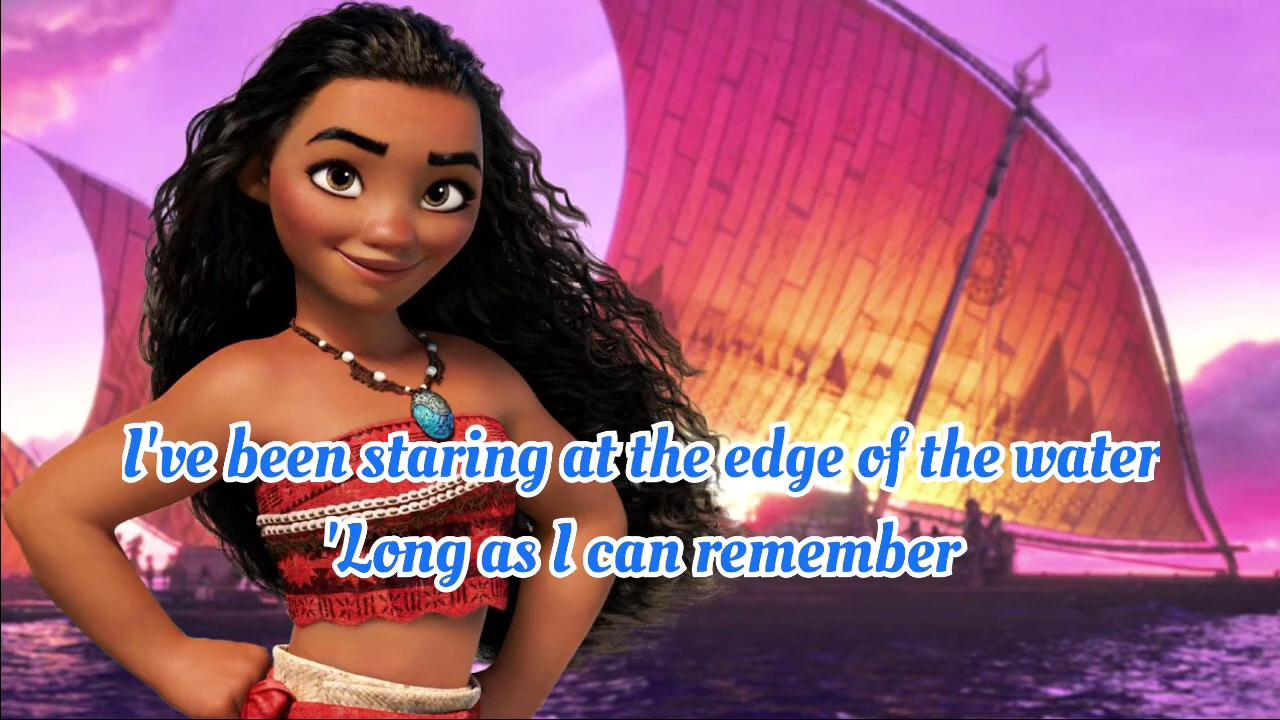 I've been staring at the edge of the water
'Long as I can remember